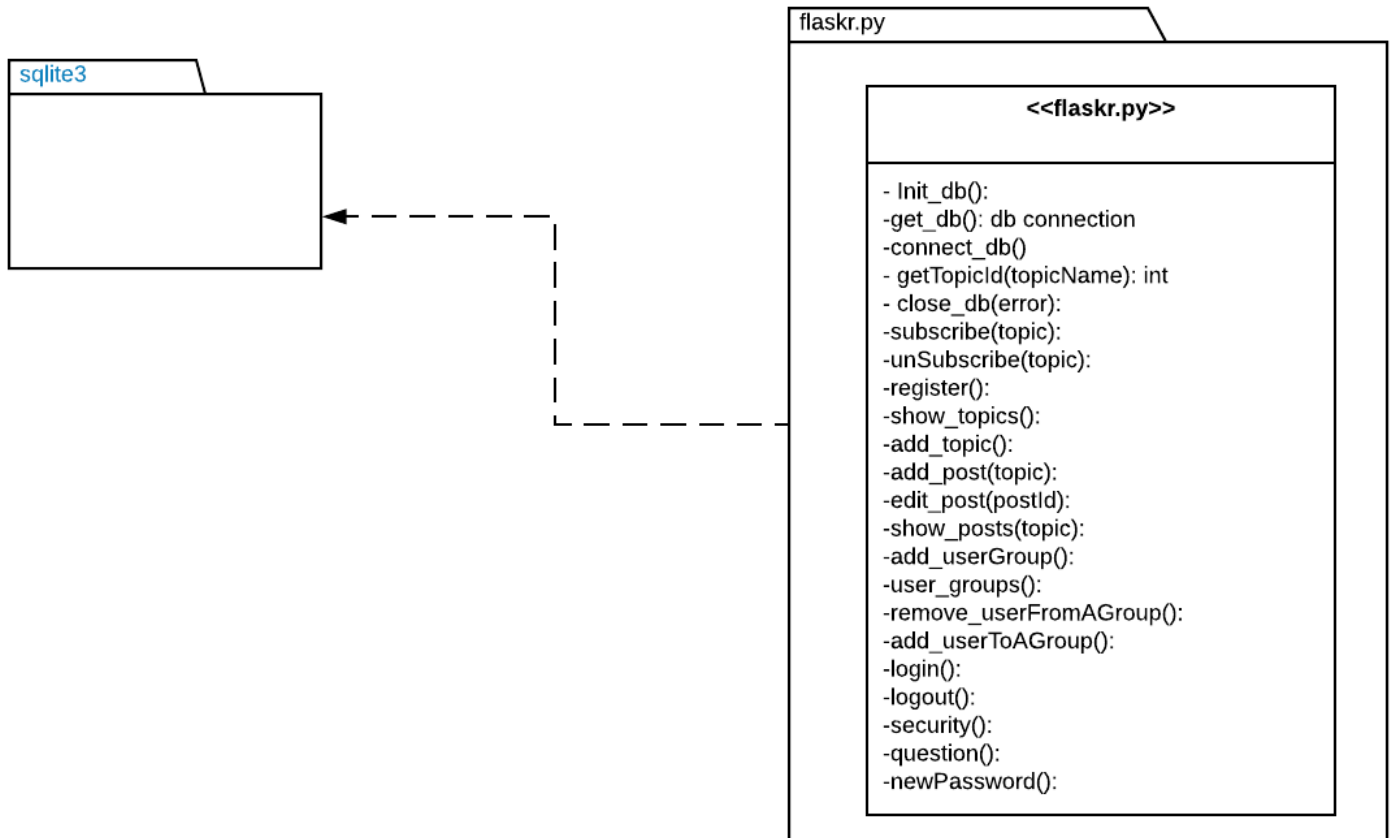 flaskr.py
sqlite3
<<flaskr.py>>
- Init_db():
-get_db(): db connection
-connect_db()
- getTopicId(topicName): int
- close_db(error):
-subscribe(topic):
-unSubscribe(topic):
-register():
-show_topics():
-add_topic():
-add_post(topic):
-edit_post(postId):
-show_posts(topic):
-add_userGroup():
-user_groups():
-remove_userFromAGroup():
-add_userToAGroup():
-login():
-logout():
-security():
-question():
-newPassword():